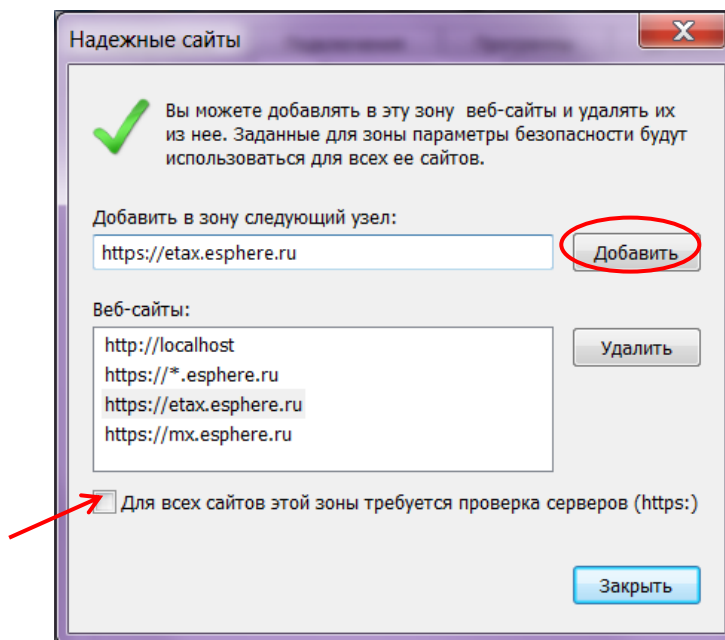 Надежные сайты
Вы можете добавлять в эту зону веб-сайты и удалять их
из нее. Заданные для зоны параметры безопасности будут
использоваться для всех ее сайтов.
Добавить в зону следующий узел:
https://etax.esphere.ru
Добавить
Веб-сайты:
http://localhost
https://*.esphere.ru
https://etax.esphere.ru
https://mx.esphere.ru
Удалить
Для всех сайтов этой зоны требуется проверка серверов (https:)
Закрыть